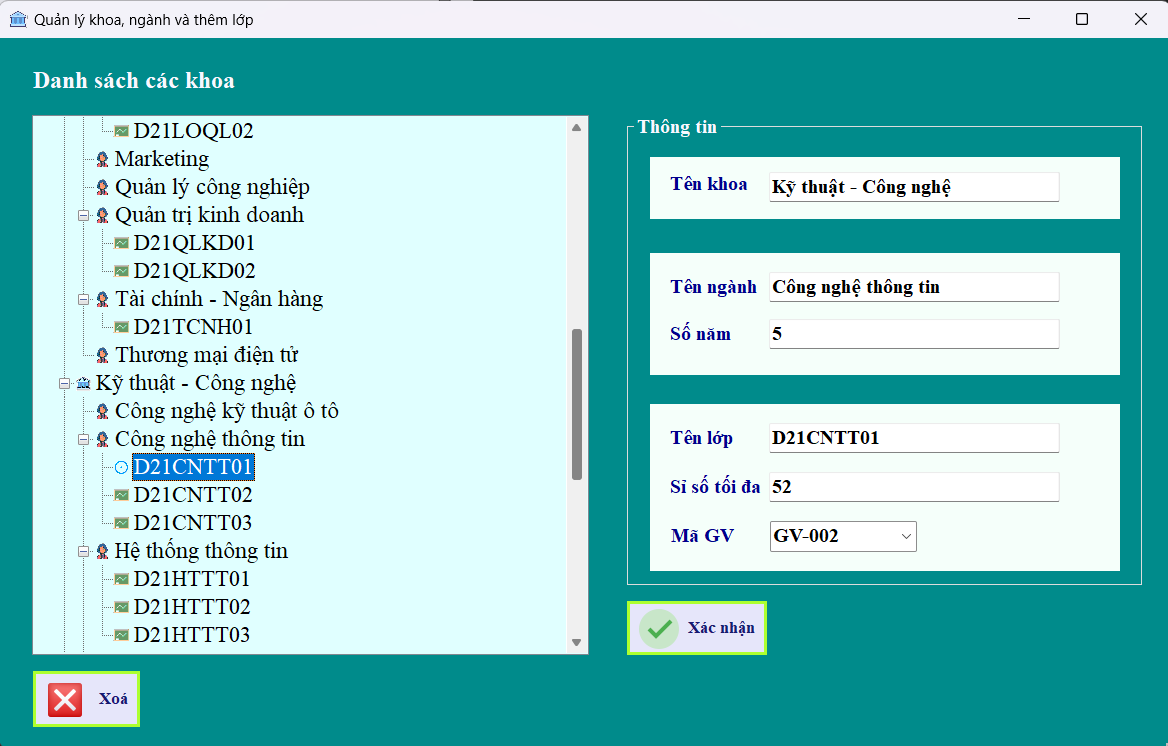 Quản lý khoa, ngành và thêm lớp
Danh sách các khoa
D21LOQL02
Marketing
Quản lý công nghiệp
Quản trị kinh doanh
D21QLKD01
D21QLKD02
Tài chính - Ngân hàng
D21TCNH01
Thương mại điện tử
Kỹ thuật - Công nghệ
Công nghệ kỹ thuật ô tô
Công nghệ thông tin
D21CNTT01
D21CNTT02
D21CNTT03
Hệ thống thông tin
D21HTTT01
D21HTTT02
D21HTTT03
Xoá
Thông tin
Tên khoa Kỹ thuật - Công nghệ
Tên ngành Công nghệ thông tin
Số năm 5
Tên lớp D21CNTT01
Sỉ số tối đa 52
Mã GV GV-002
Xác nhận